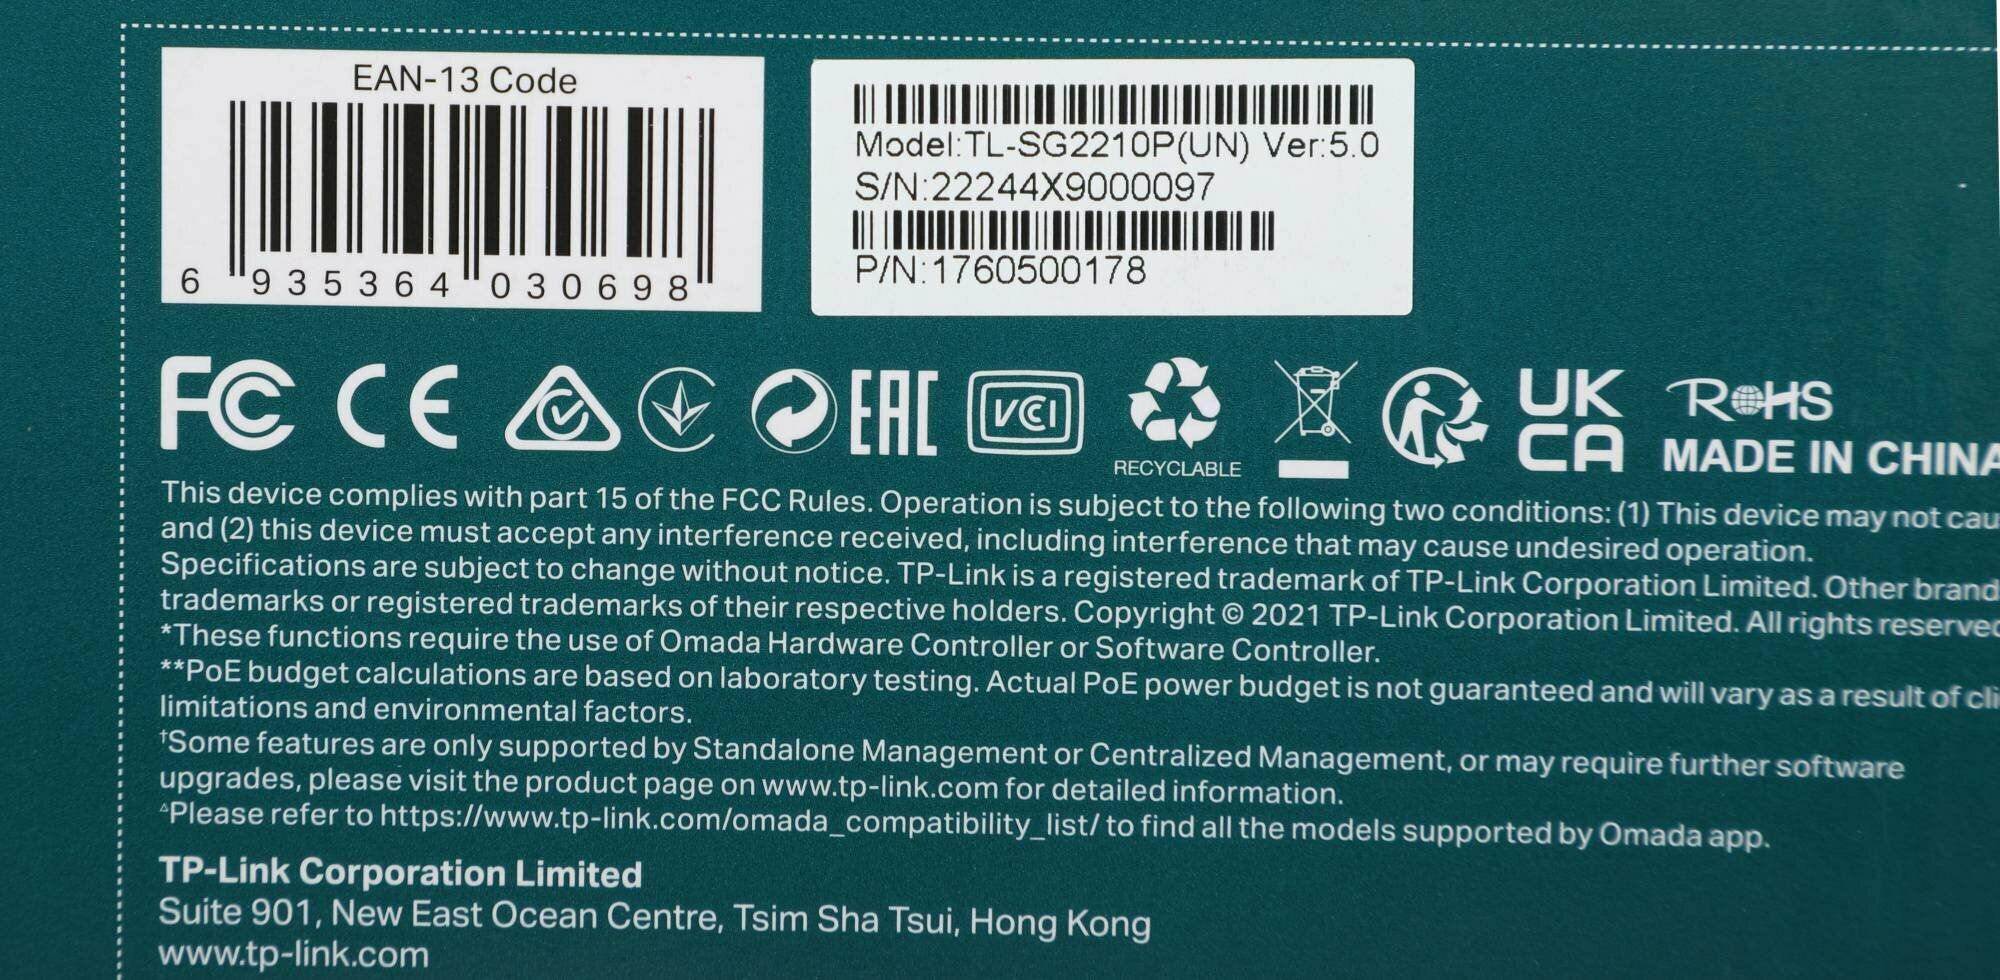 EAN-13 Code
6 935364 030698
Model:TL-SG2210P(UN) Ver:5.0
S/N:22244X9000097
P/N:1760500178
FC CE EAC VCCI UK CA RoHS
RECYCLABLE
MADE IN CHINA
This device complies with part 15 of the FCC Rules. Operation is subject to the following two conditions: (1) This device may not cau
and (2) this device must accept any interference received, including interference that may cause undesired operation.
Specifications are subject to change without notice. TP-Link is a registered trademark of TP-Link Corporation Limited. Other brand
trademarks or registered trademarks of their respective holders. Copyright © 2021 TP-Link Corporation Limited. All rights reserved
*These functions require the use of Omada Hardware Controller or Software Controller.
**PoE budget calculations are based on laboratory testing. Actual PoE power budget is not guaranteed and will vary as a result of cli
limitations and environmental factors.
†Some features are only supported by Standalone Management or Centralized Management, or may require further software
upgrades, please visit the product page on www.tp-link.com for detailed information.
△Please refer to https://www.tp-link.com/omada_compatibility_list/ to find all the models supported by Omada app.
TP-Link Corporation Limited
Suite 901, New East Ocean Centre, Tsim Sha Tsui, Hong Kong
www.tp-link.com